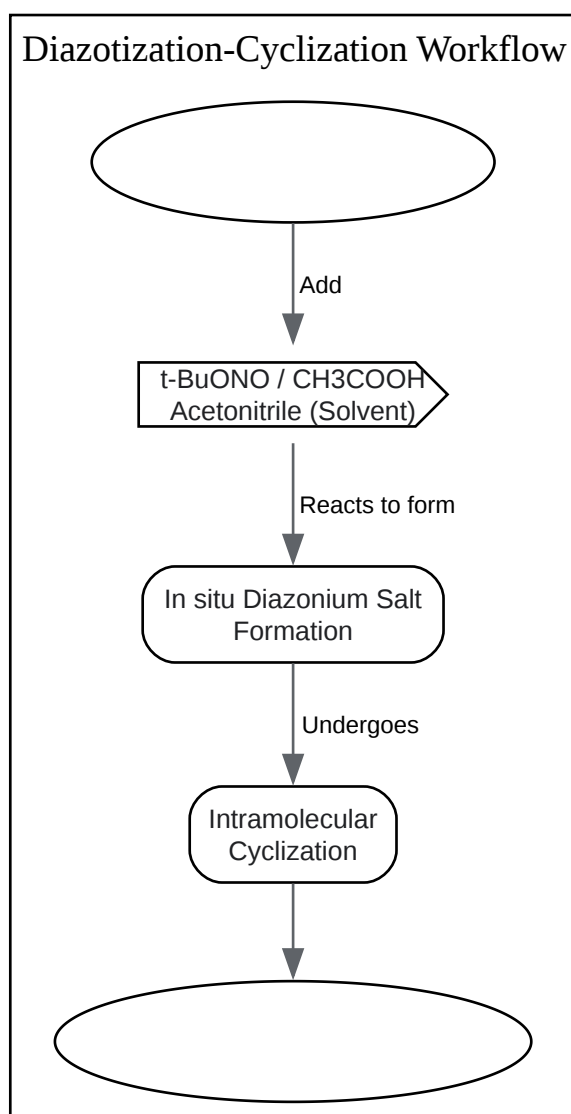 Diazotization-Cyclization Workflow
Add
t-BuONO / CH3COOH
Acetonitrile (Solvent)
Reacts to form
In situ Diazonium Salt
Formation
Undergoes
Intramolecular
Cyclization